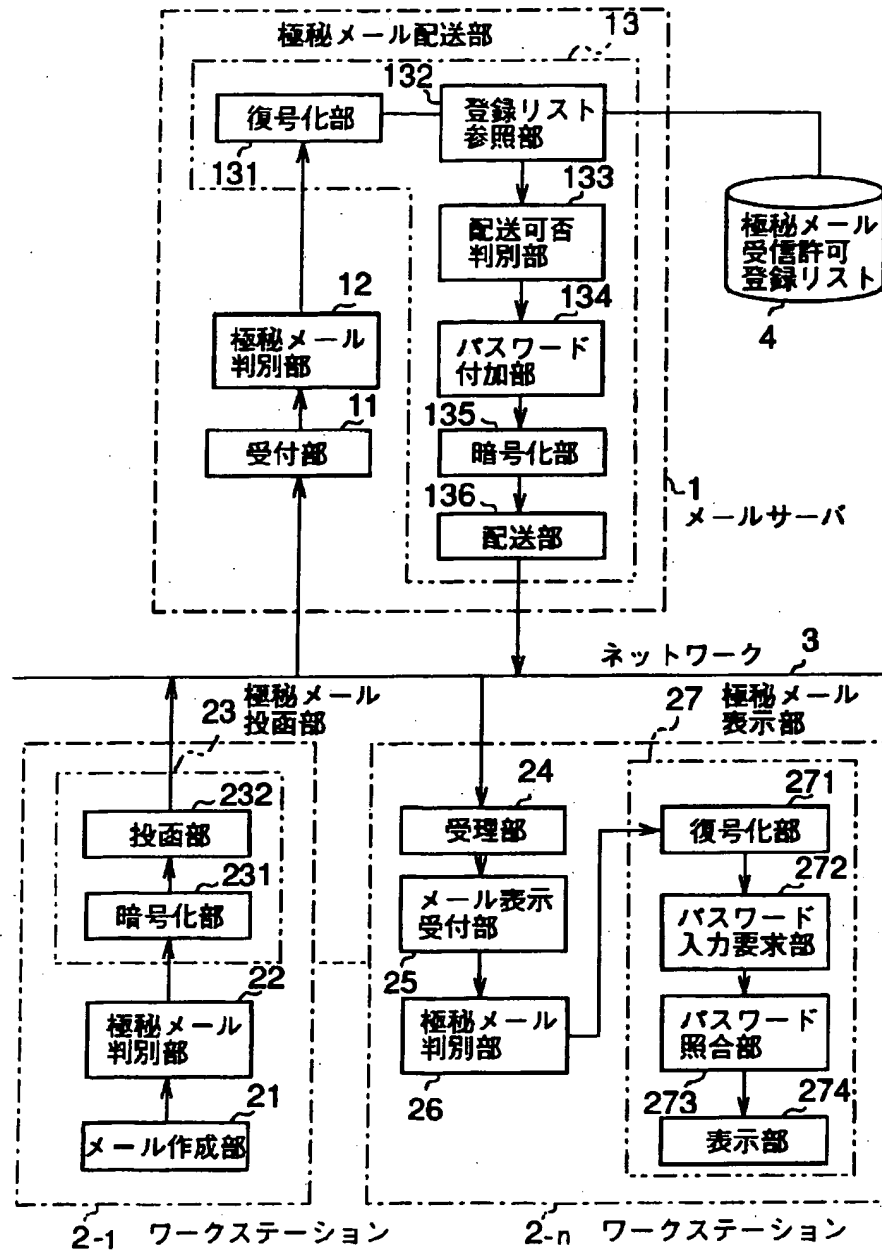 極秘メール配送部
13
132
復号化部
131
登録リスト
参照部
133
配送可否
判別部
極秘メール
受信許可
登録リスト
4
12
極秘メール
判別部
134
パスワード
付加部
11
受付部
135
暗号化部
136
配送部
1
メールサーバ
ネットワーク
3
極秘メール
投函部
23
極秘メール
表示部
27
232
投函部
231
暗号化部
22
極秘メール
判別部
21
メール作成部
2-1 ワークステーション
24
受理部
メール表示
受付部
25
極秘メール
判別部
26
271
復号化部
272
パスワード
入力要求部
パスワード
照合部
273
274
表示部
2-n ワークステーション